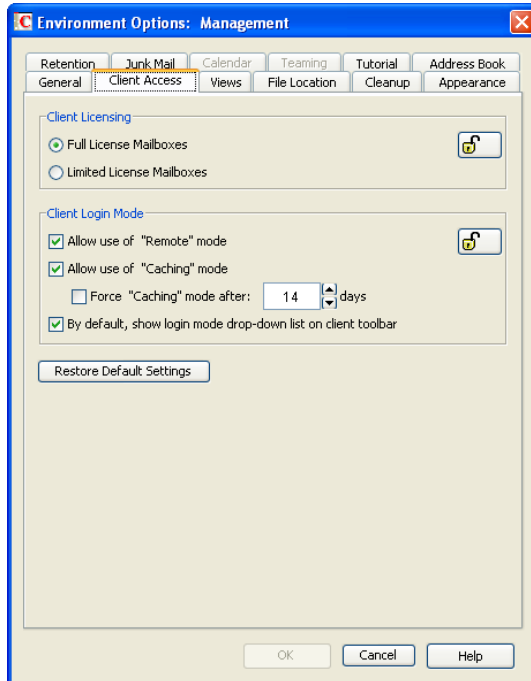 Environment Options: Management
Retention Junk Mail Calendar Teaming Tutorial Address Book
General Client Access Views File Location Cleanup Appearance
Client Licensing
Full License Mailboxes
Limited License Mailboxes
Client Login Mode
Allow use of "Remote" mode
Allow use of "Caching" mode
Force "Caching" mode after: 14 days
By default, show login mode drop-down list on client toolbar
Restore Default Settings
OK Cancel Help